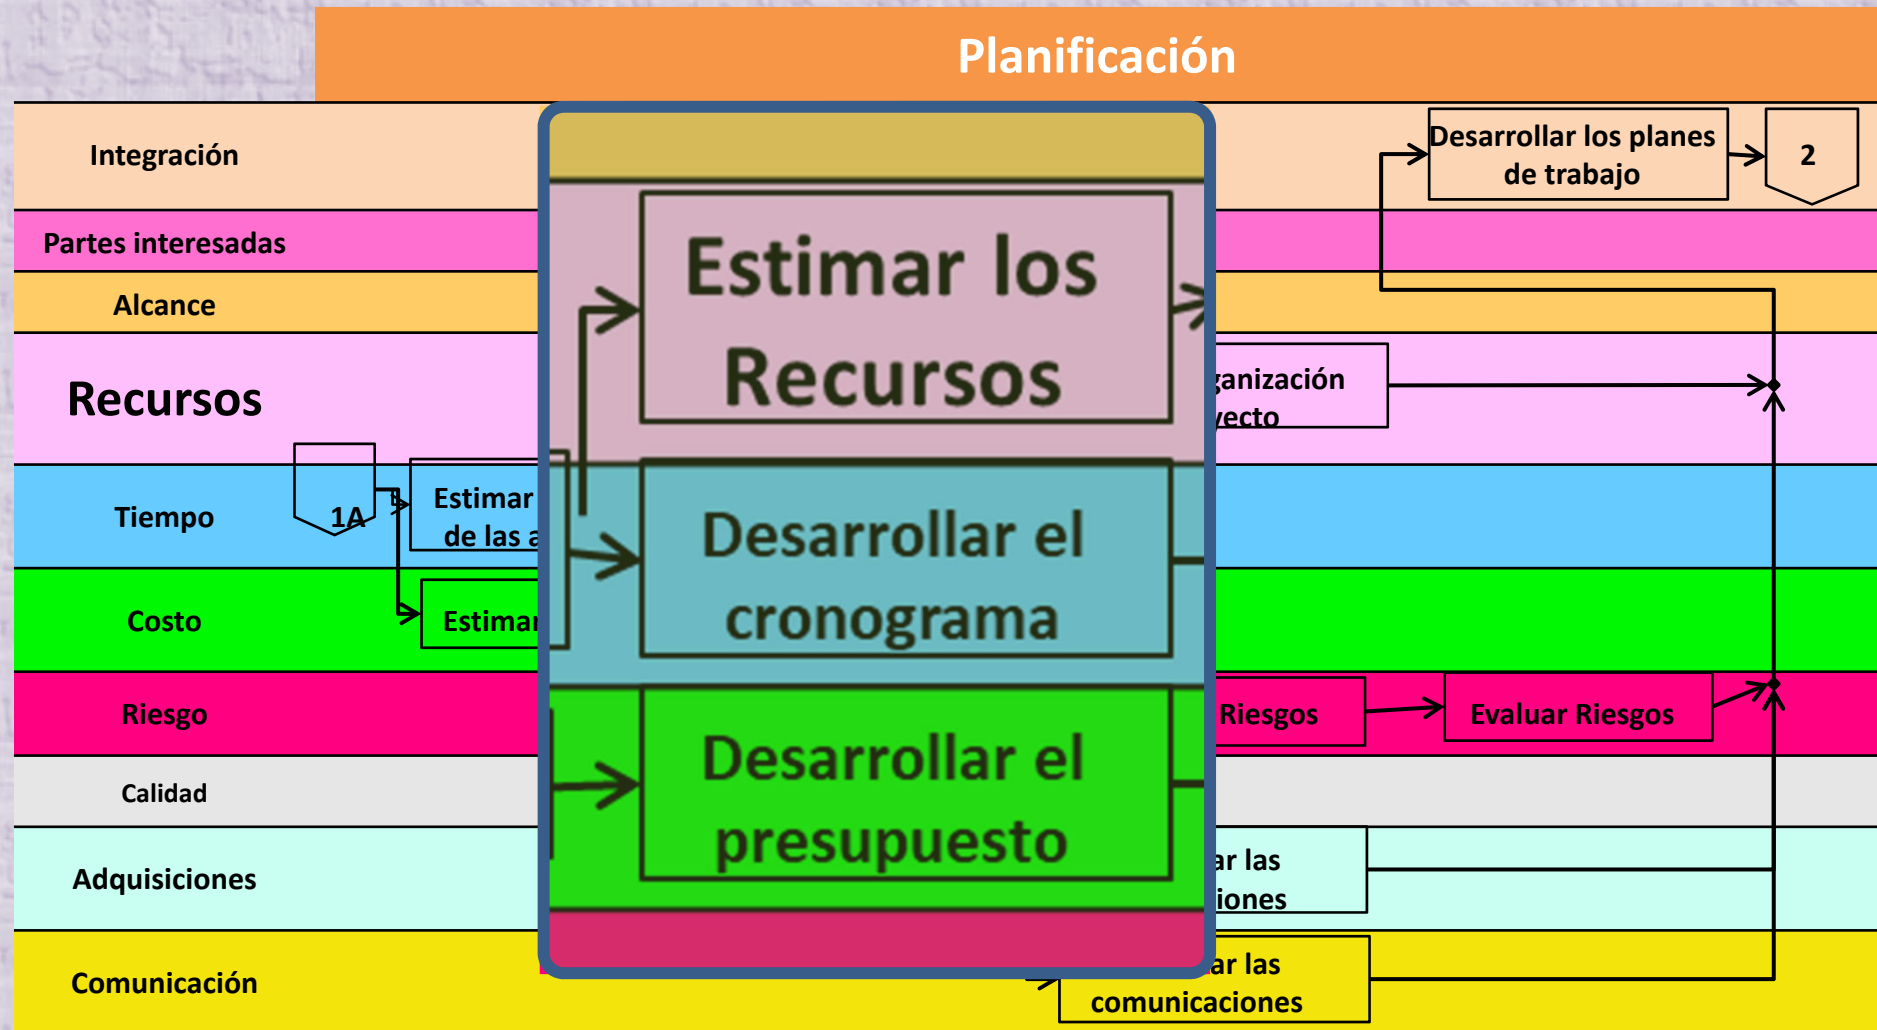 Planificación
Integración
Desarrollar los planes
de trabajo
2
Partes interesadas
Alcance
Estimar los
Recursos
Recursos
ganización
yecto
Tiempo
1A
Estimar
de las a
Desarrollar el
cronograma
Costo
Estimar
Desarrollar el
presupuesto
Riesgo
Riesgos
Evaluar Riesgos
Calidad
Adquisiciones
ar las
iones
Comunicación
ar las
comunicaciones